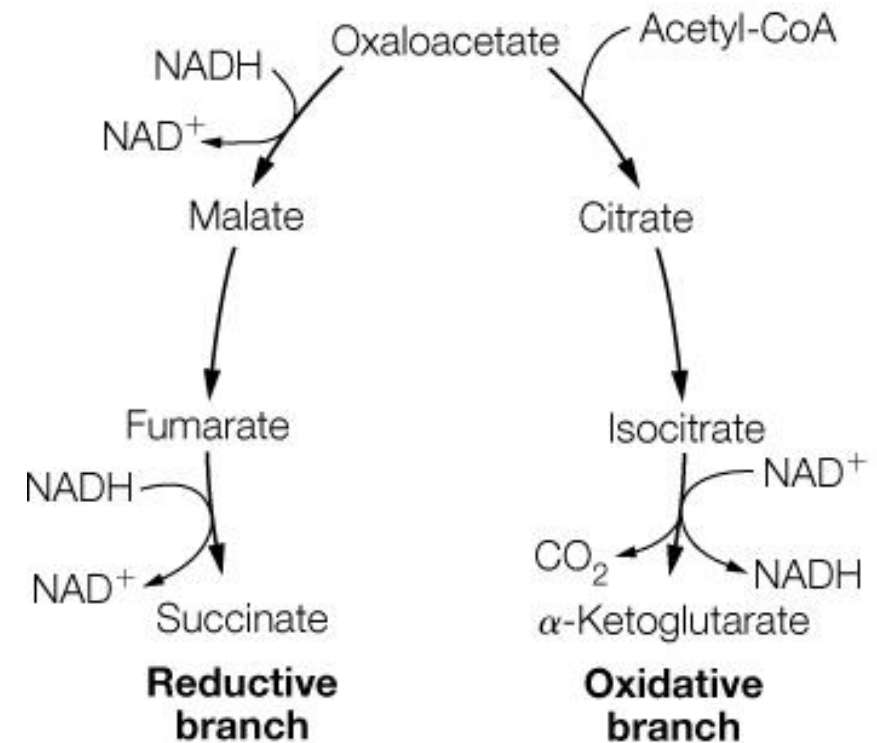 Oxaloacetate
Acetyl-CoA
NADH
NAD⁺
Malate
Citrate
Fumarate
Isocitrate
NADH
NAD⁺
NAD⁺
CO₂
NADH
Succinate
α-Ketoglutarate
Reductive
branch
Oxidative
branch